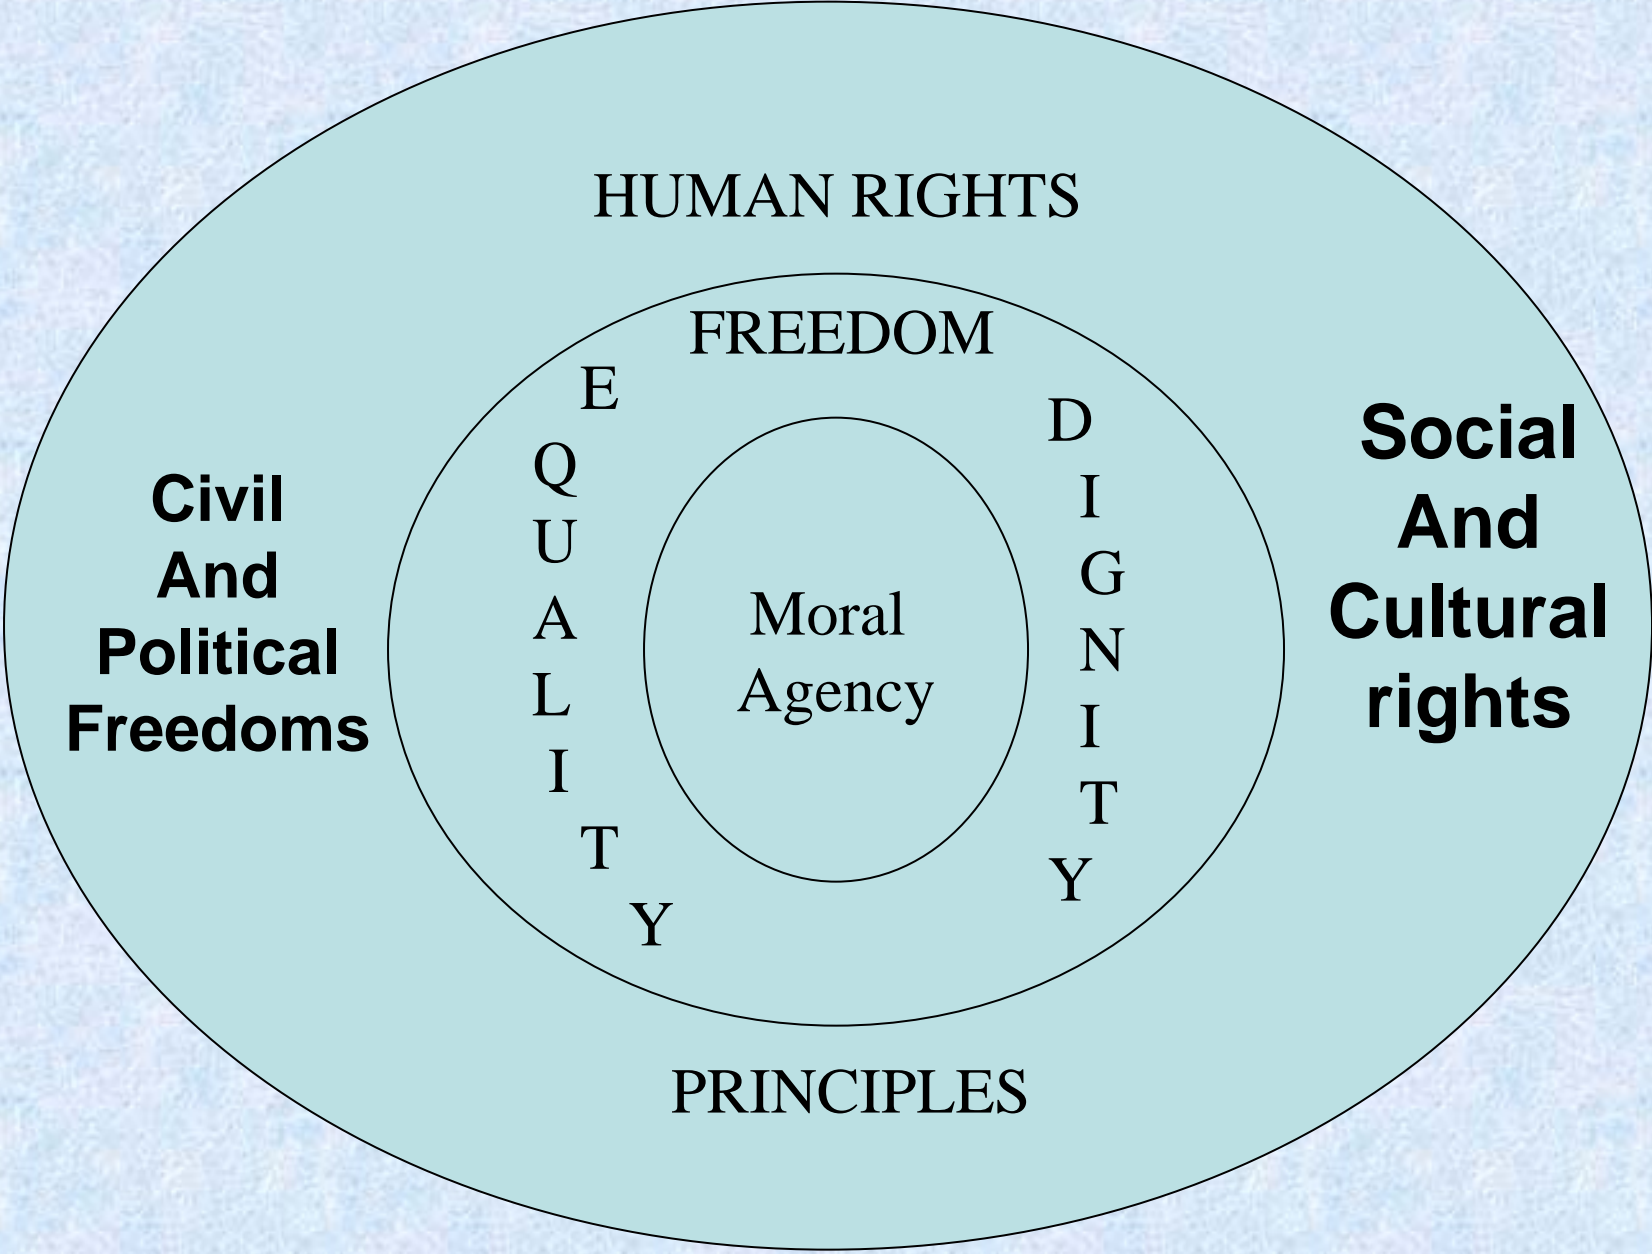 HUMAN RIGHTS
FREEDOM
E
Q
U
A
L
I
T
Y
D
I
G
N
I
T
Y
Civil
And
Political
Freedoms
Moral
Agency
Social
And
Cultural
rights
PRINCIPLES